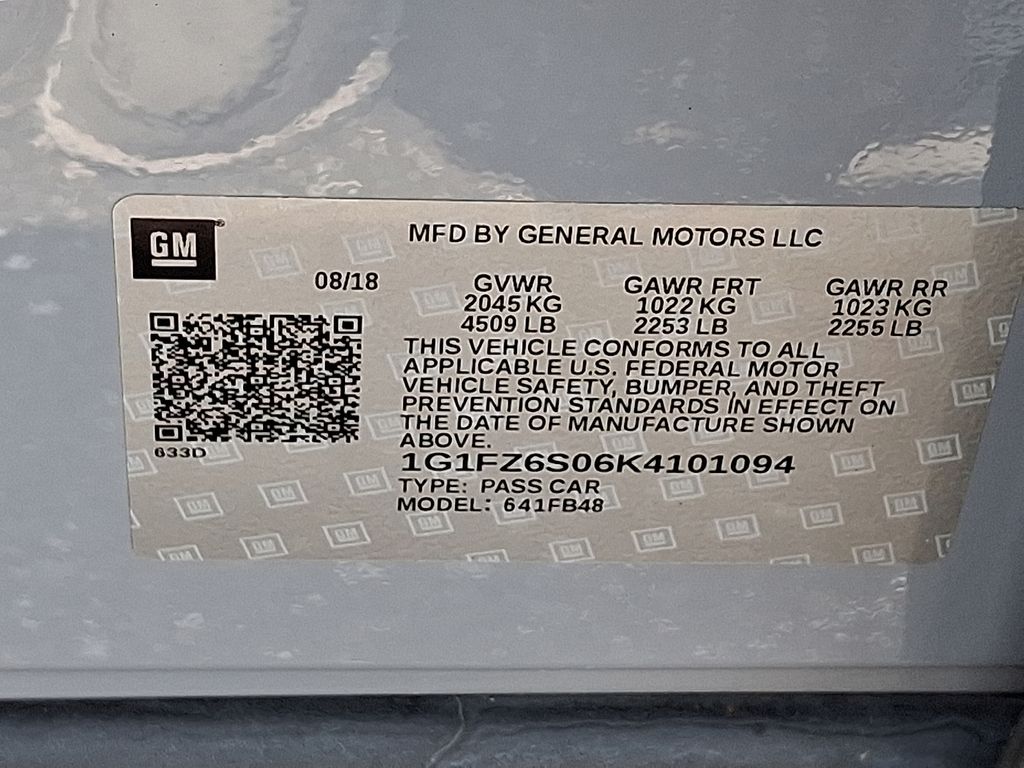 GM
MFD BY GENERAL MOTORS LLC
08/18
GVWR GAWR FRT GAWR RR
2045 KG 1022 KG 1023 KG
4509 LB 2253 LB 2255 LB
THIS VEHICLE CONFORMS TO ALL
APPLICABLE U.S. FEDERAL MOTOR
VEHICLE SAFETY, BUMPER, AND THEFT
PREVENTION STANDARDS IN EFFECT ON
THE DATE OF MANUFACTURE SHOWN
ABOVE.
633D
1G1FZ6S06K4101094
TYPE: PASS CAR
MODEL: 641FB48